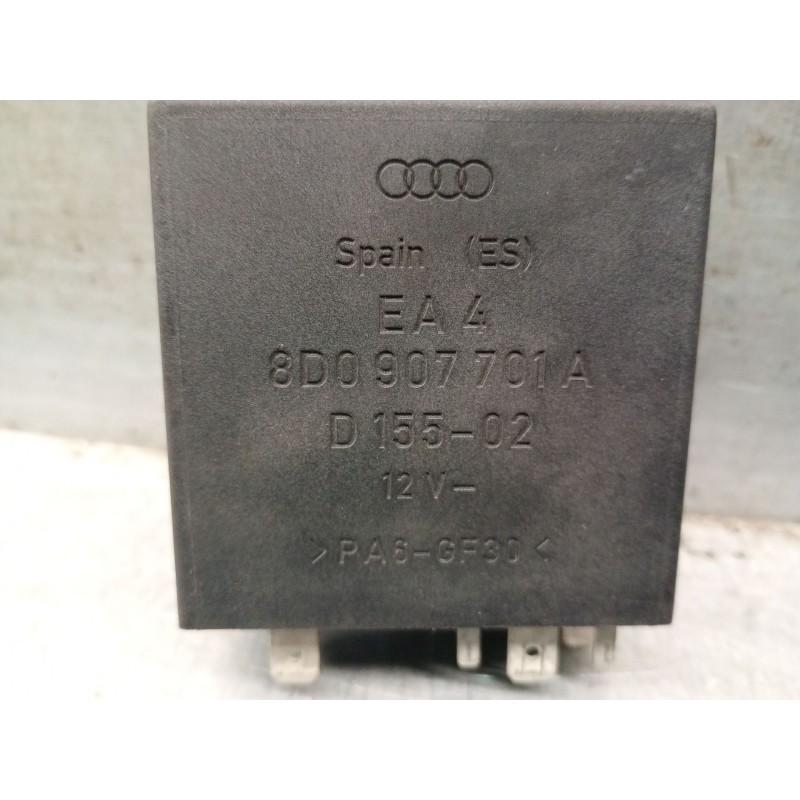 Spain (ES)
EA 4
8D0 907 701 A
D 155-02
12 V-
>PA6-GF30<